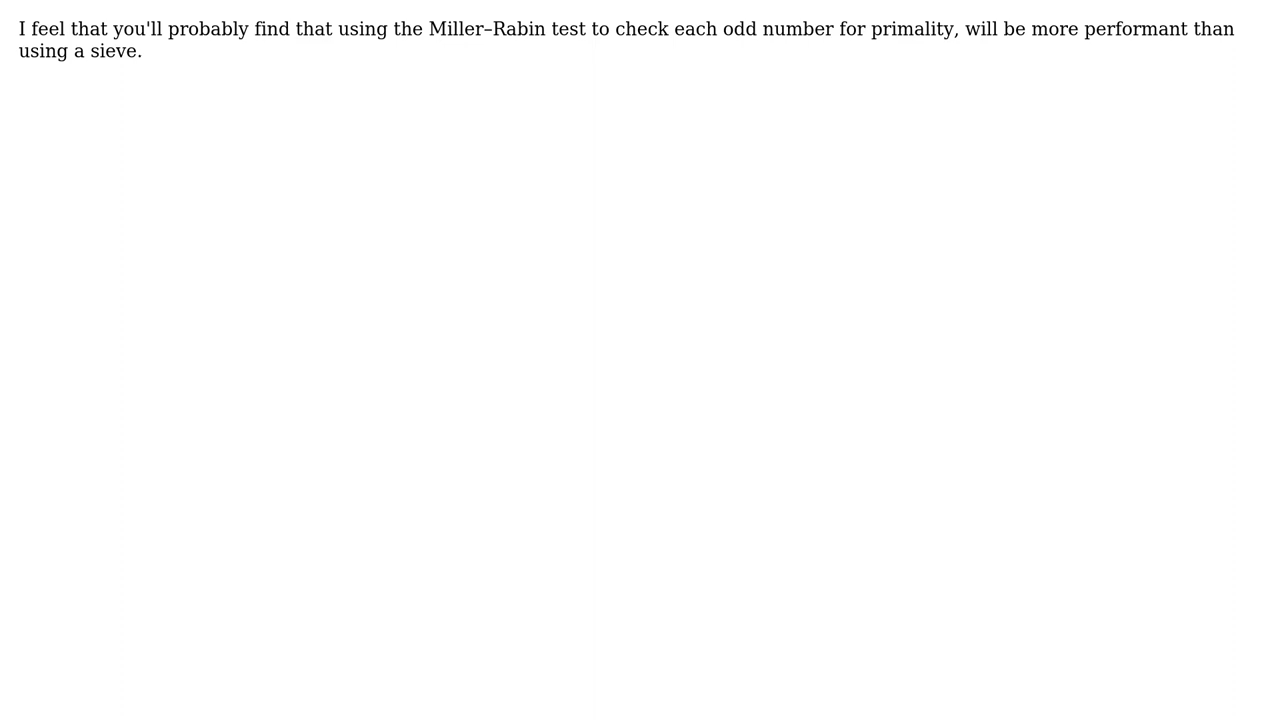 I feel that you'll probably find that using the Miller–Rabin test to check each odd number for primality, will be more performant than
using a sieve.